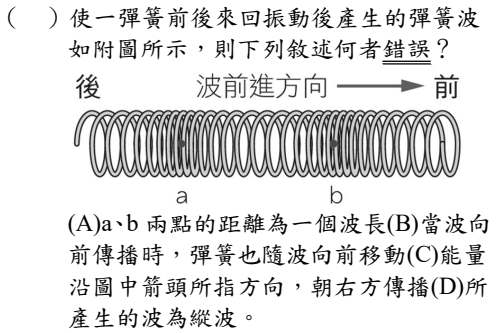 （　）使一彈簧前後來回振動後產生的彈簧波
如附圖所示，則下列敘述何者錯誤？
後 波前進方向 前
a b
(A)a、b 兩點的距離為一個波長(B)當波向
前傳播時，彈簧也隨波向前移動(C)能量
沿圖中箭頭所指方向，朝右方傳播(D)所
產生的波為縱波。